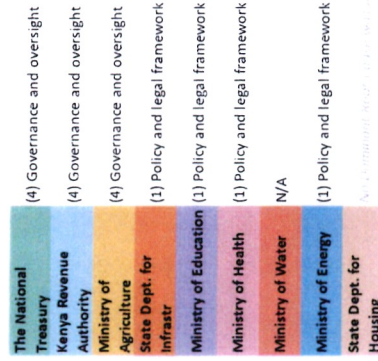 The National
Treasury
(4) Governance and oversight
Kenya Revenue
Authority
(4) Governance and oversight
Ministry of
Agriculture
(4) Governance and oversight
State Dept. for
Infrastr
(1) Policy and legal framework
Ministry of Education
(1) Policy and legal framework
Ministry of Health
(1) Policy and legal framework
Ministry of Water
N/A
Ministry of Energy
(1) Policy and legal framework
State Dept. for
Housing